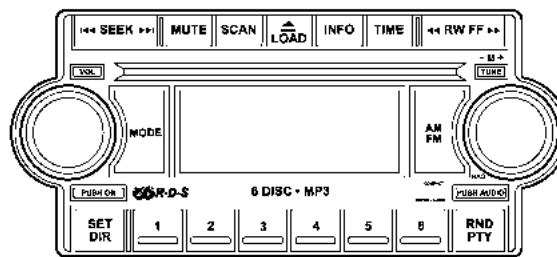 SEEK MUTE SCAN LOAD INFO TIME RW FF
VOL - M + TUNE
MODE AM FM
PUSH ON R·D·S 6 DISC • MP3 PUSH AUDIO
SET DIR 1 2 3 4 5 6 RND PTY